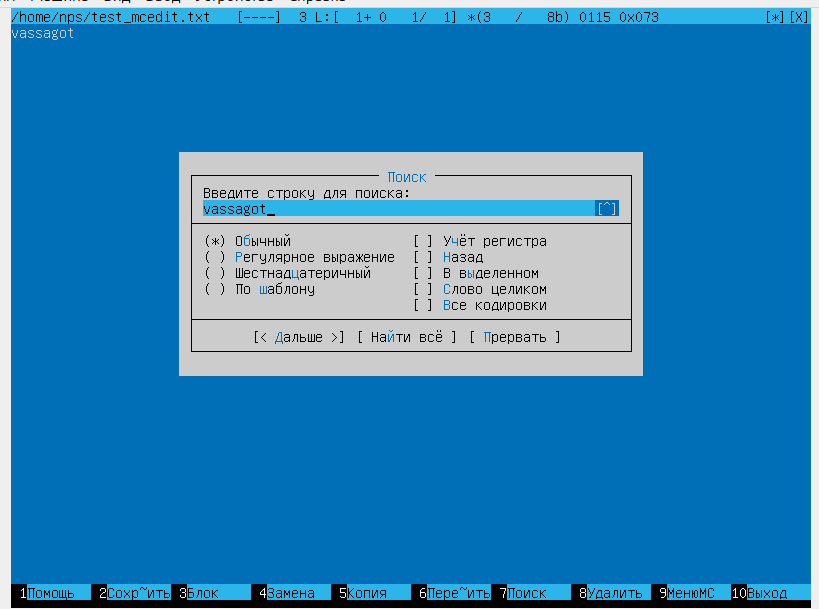 /home/nps/test_mcedit.txt [----] 3 L:[ 1+ 0 1/ 1] *(3 / 8b) 0115 0x073 [*][X]
vassagot
Поиск
Введите строку для поиска:
vassagot_ [^]
(*) Обычный [ ] Учёт регистра
( ) Регулярное выражение [ ] Назад
( ) Шестнадцатеричный [ ] В выделенном
( ) По шаблону [ ] Слово целиком
[ ] Все кодировки
[< Дальше >] [ Найти всё ] [ Прервать ]
1Помощь 2Сохр~ить 3Блок 4Замена 5Копия 6Пере~ить 7Поиск 8Удалить 9МенюMC 10Выход